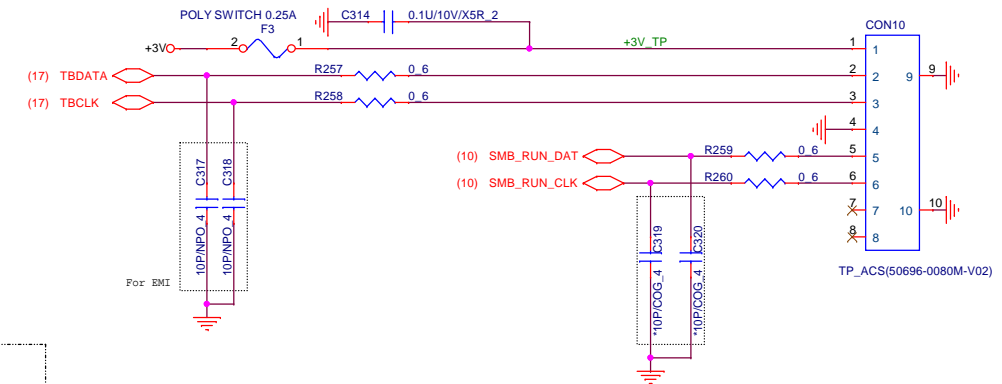 POLY SWITCH 0.25A
F3
C314
0.1U/10V/X5R_2
CON10
+3V
2
1
+3V_TP
1
1
(17) TBDATA
R257
0_6
2
2
9
9
(17) TBCLK
R258
0_6
3
3
4
4
(10) SMB_RUN_DAT
R259
0_6
5
5
(10) SMB_RUN_CLK
R260
0_6
6
6
7
7
10
10
8
8
C317
C318
10P/NPO_4
10P/NPO_4
For EMI
C319
C320
*10P/COG_4
*10P/COG_4
TP_ACS(50696-0080M-V02)